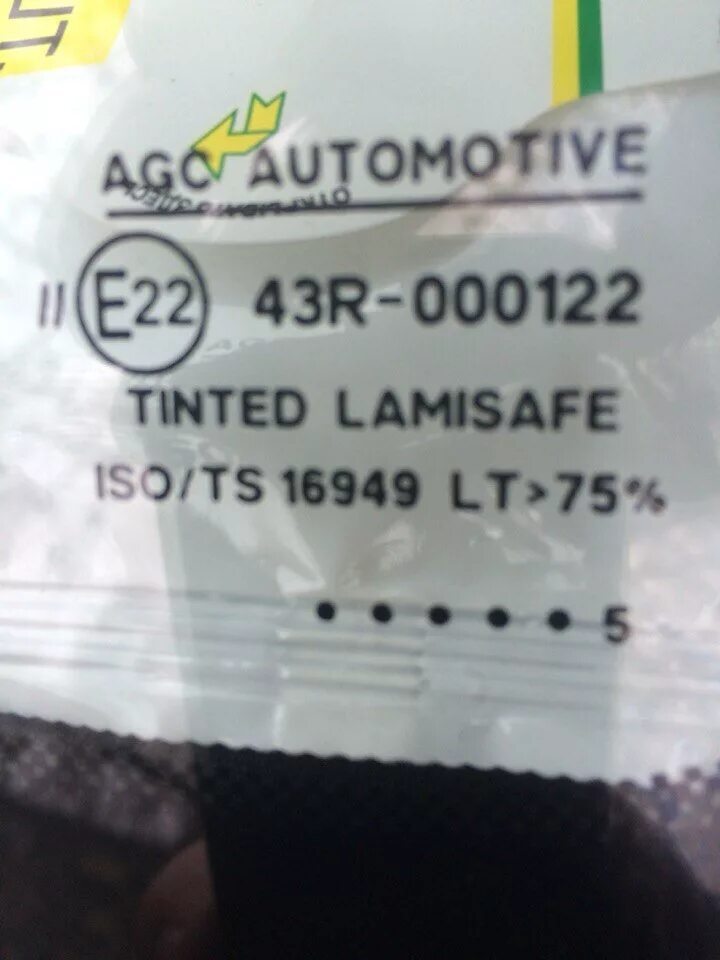 AGC AUTOMOTIVE
II E22 43R-000122
TINTED LAMISAFE
ISO/TS 16949 LT>75%
• • • • • 5